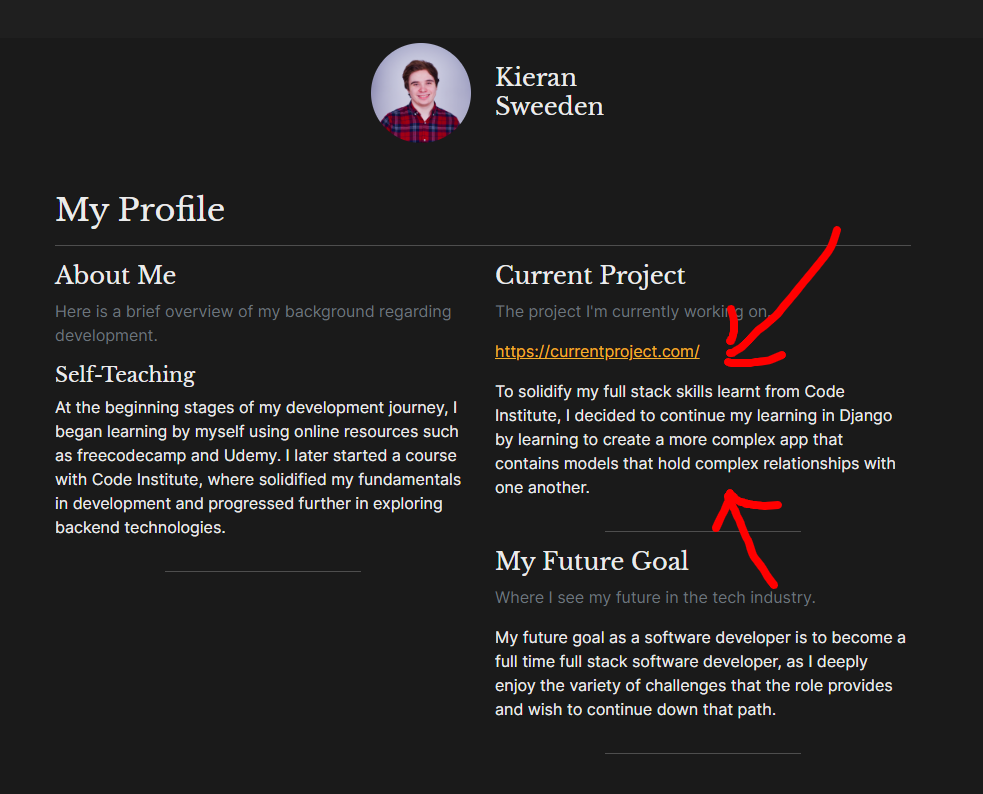 Kieran
Sweeden
My Profile
About Me
Here is a brief overview of my background regarding
development.
Self-Teaching
At the beginning stages of my development journey, I
began learning by myself using online resources such
as freecodecamp and Udemy. I later started a course
with Code Institute, where solidified my fundamentals
in development and progressed further in exploring
backend technologies.
Current Project
The project I'm currently working on.
https://currentproject.com/
To solidify my full stack skills learnt from Code
Institute, I decided to continue my learning in Django
by learning to create a more complex app that
contains models that hold complex relationships with
one another.
My Future Goal
Where I see my future in the tech industry.
My future goal as a software developer is to become a
full time full stack software developer, as I deeply
enjoy the variety of challenges that the role provides
and wish to continue down that path.